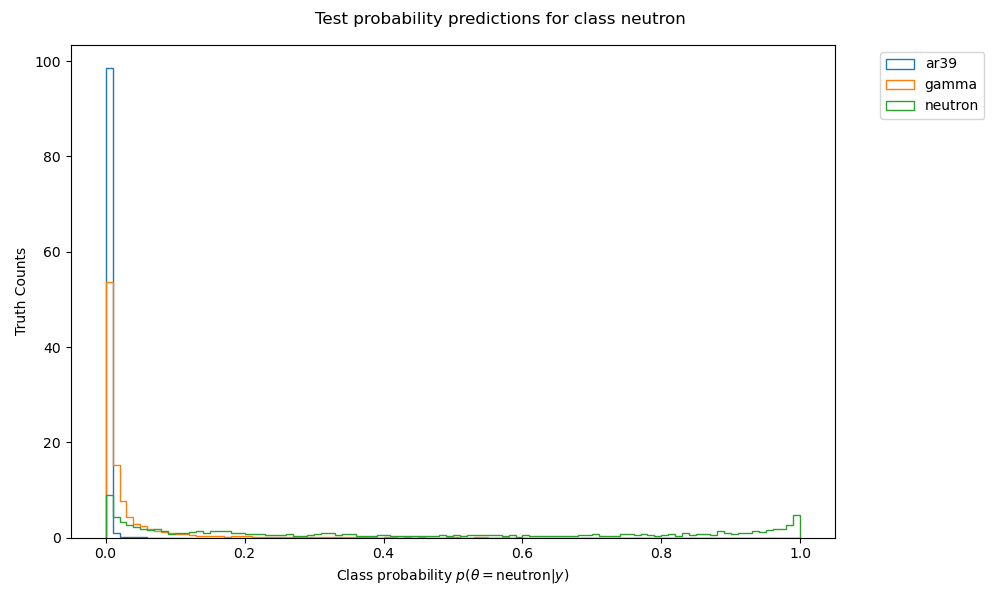 Test probability predictions for class neutron
ar39
gamma
neutron
100
80
60
40
20
0
Truth Counts
0.0 0.2 0.4 0.6 0.8 1.0
Class probability p(θ = neutron|y)